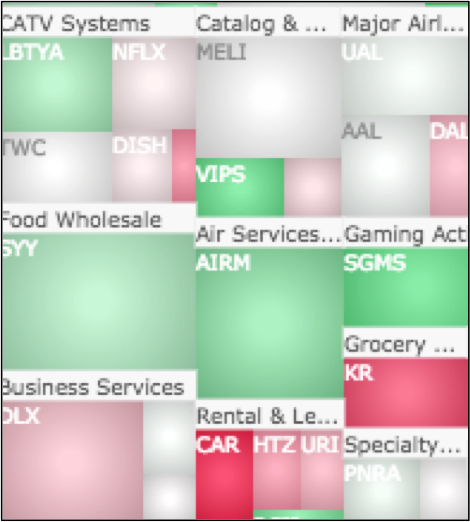 CATV Systems
Catalog & ...
Major Airl...
LBTYA
NFLX
MELI
UAL
TWC
DISH
VIPS
AAL
DAL
Food Wholesale
Air Services...
Gaming Act
SYY
AIRM
SGMS
Grocery ...
KR
Business Services
Rental & Le...
DLX
CAR
HTZ
URI
Specialty...
PNRA